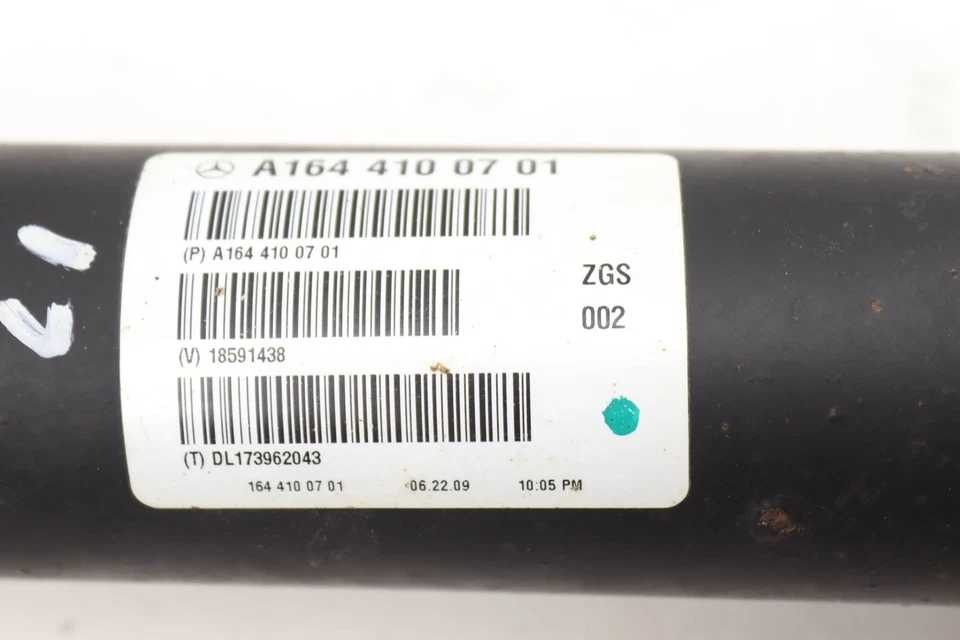 A164 410 07 01
(P) A164 410 07 01
ZGS
002
(V) 18591438
(T) DL173962043
164 410 07 01 06.22.09 10:05 PM